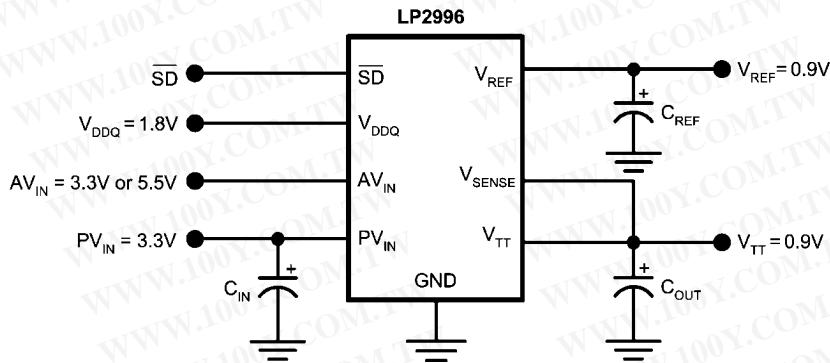 LP2996
SD
SD
VDDQ = 1.8V
VDDQ
AVIN = 3.3V or 5.5V
AVIN
PVIN = 3.3V
PVIN
CIN
GND
VREF
VREF = 0.9V
CREF
VSENSE
VTT
VTT = 0.9V
COUT
+
+
+
WWW.100Y.COM.TW